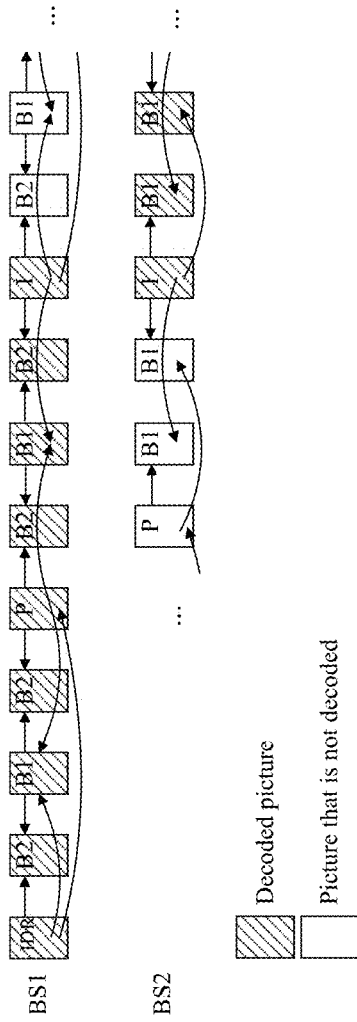 BS1 IDR B2 B1 B2 P B2 B1 B2 I B2 B1 ...
BS2 ... P B1 B1 I B1 B1 ...
Decoded picture
Picture that is not decoded